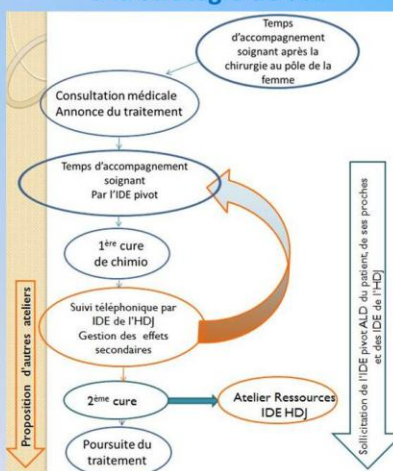 Temps
d'accompagnement
soignant après la
chirurgie au pôle de la
femme
Consultation médicale
Annonce du traitement
Temps d'accompagnement
soignant
Par l'IDE pivot
1ère cure
de chimio
Suivi téléphonique par
IDE de l'HDJ
Gestion des effets
secondaires
2ème cure
Atelier Ressources
IDE HDJ
Poursuite du
traitement
Proposition d'autres ateliers
Sollicitation de l'IDE pivot ALD du patient, de ses proches
et des IDE de l'HDJ